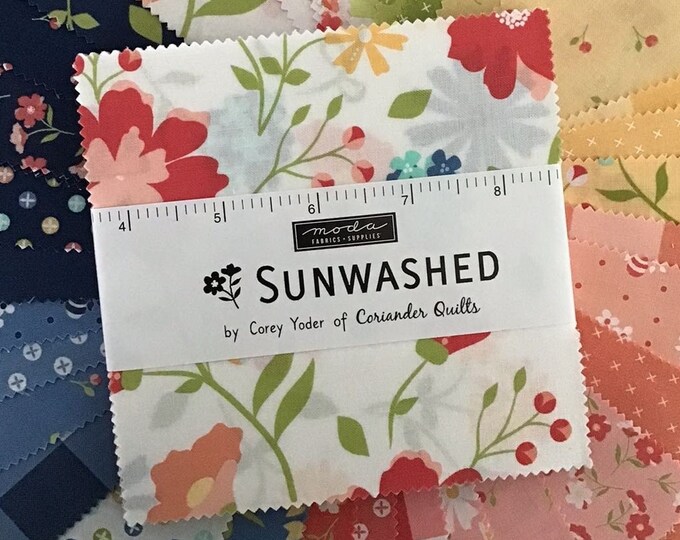 4 5 6 7 8
moda
FABRICS + SUPPLIES
SUNWASHED
by Corey Yoder of Coriander Quilts